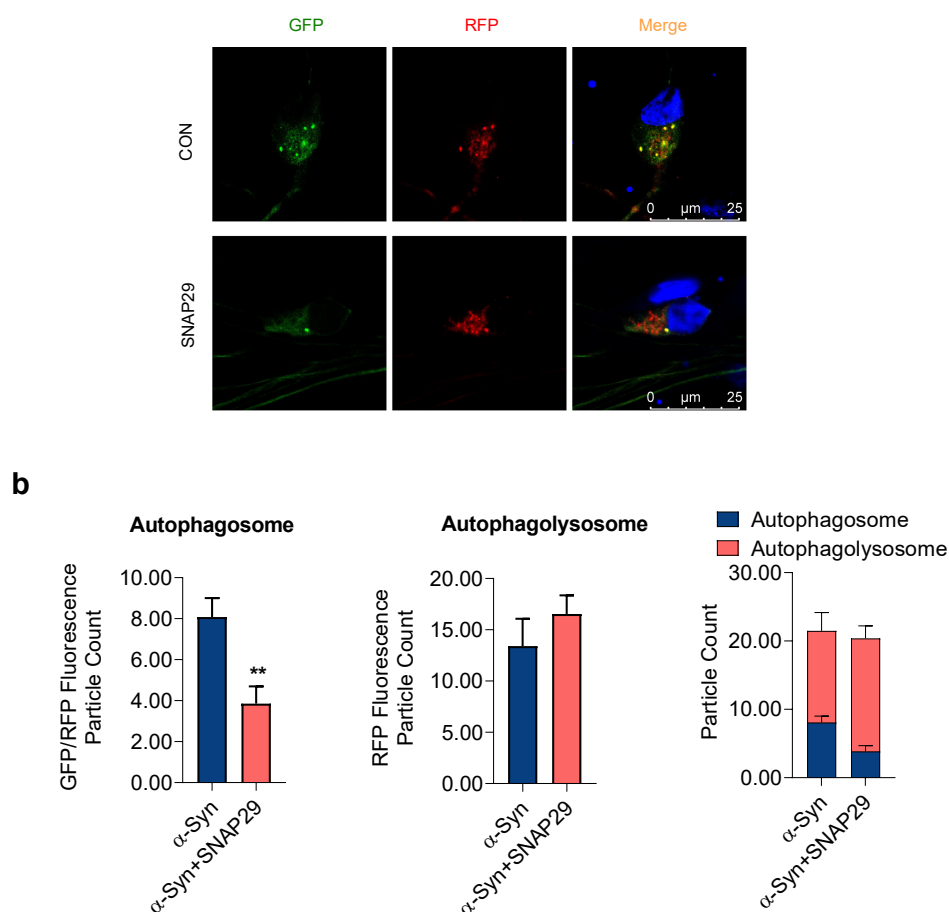 GFP RFP Merge
CON
0 µm 25
SNAP29
0 µm 25
b
Autophagosome
GFP/RFP Fluorescence
Particle Count
10.00
8.00
6.00
4.00
2.00
0.00
**
α-Syn
α-Syn+SNAP29
Autophagolysosome
RFP Fluorescence
Particle Count
20.00
15.00
10.00
5.00
0.00
α-Syn
α-Syn+SNAP29
Autophagosome
Autophagolysosome
Particle Count
30.00
20.00
10.00
0.00
α-Syn
α-Syn+SNAP29